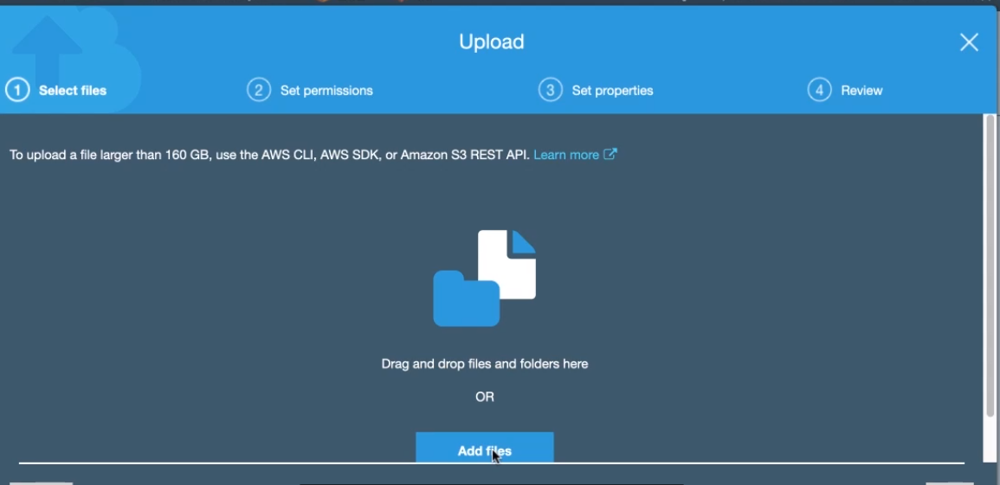 Upload
1 Select files
2 Set permissions
3 Set properties
4 Review
To upload a file larger than 160 GB, use the AWS CLI, AWS SDK, or Amazon S3 REST API. Learn more
Drag and drop files and folders here
OR
Add files